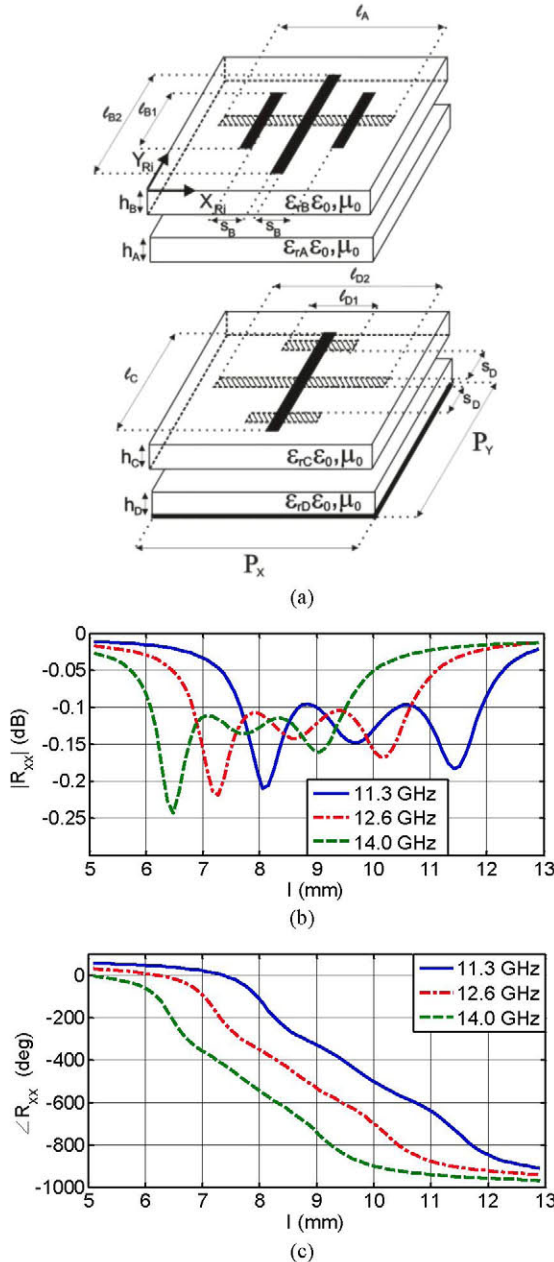 ℓA
ℓB2
ℓB1
YRi
XRi
hB
εrBε0,μ0
sB
sB
hA
εrAε0,μ0
ℓD2
ℓD1
ℓC
sD
sD
hC
εrCε0,μ0
PY
hD
εrDε0,μ0
PX
(a)
0
-0.05
-0.1
-0.15
-0.2
-0.25
|Rxx| (dB)
11.3 GHz
12.6 GHz
14.0 GHz
5 6 7 8 9 10 11 12 13
l (mm)
(b)
0
-200
-400
-600
-800
-1000
∠Rxx (deg)
11.3 GHz
12.6 GHz
14.0 GHz
5 6 7 8 9 10 11 12 13
l (mm)
(c)